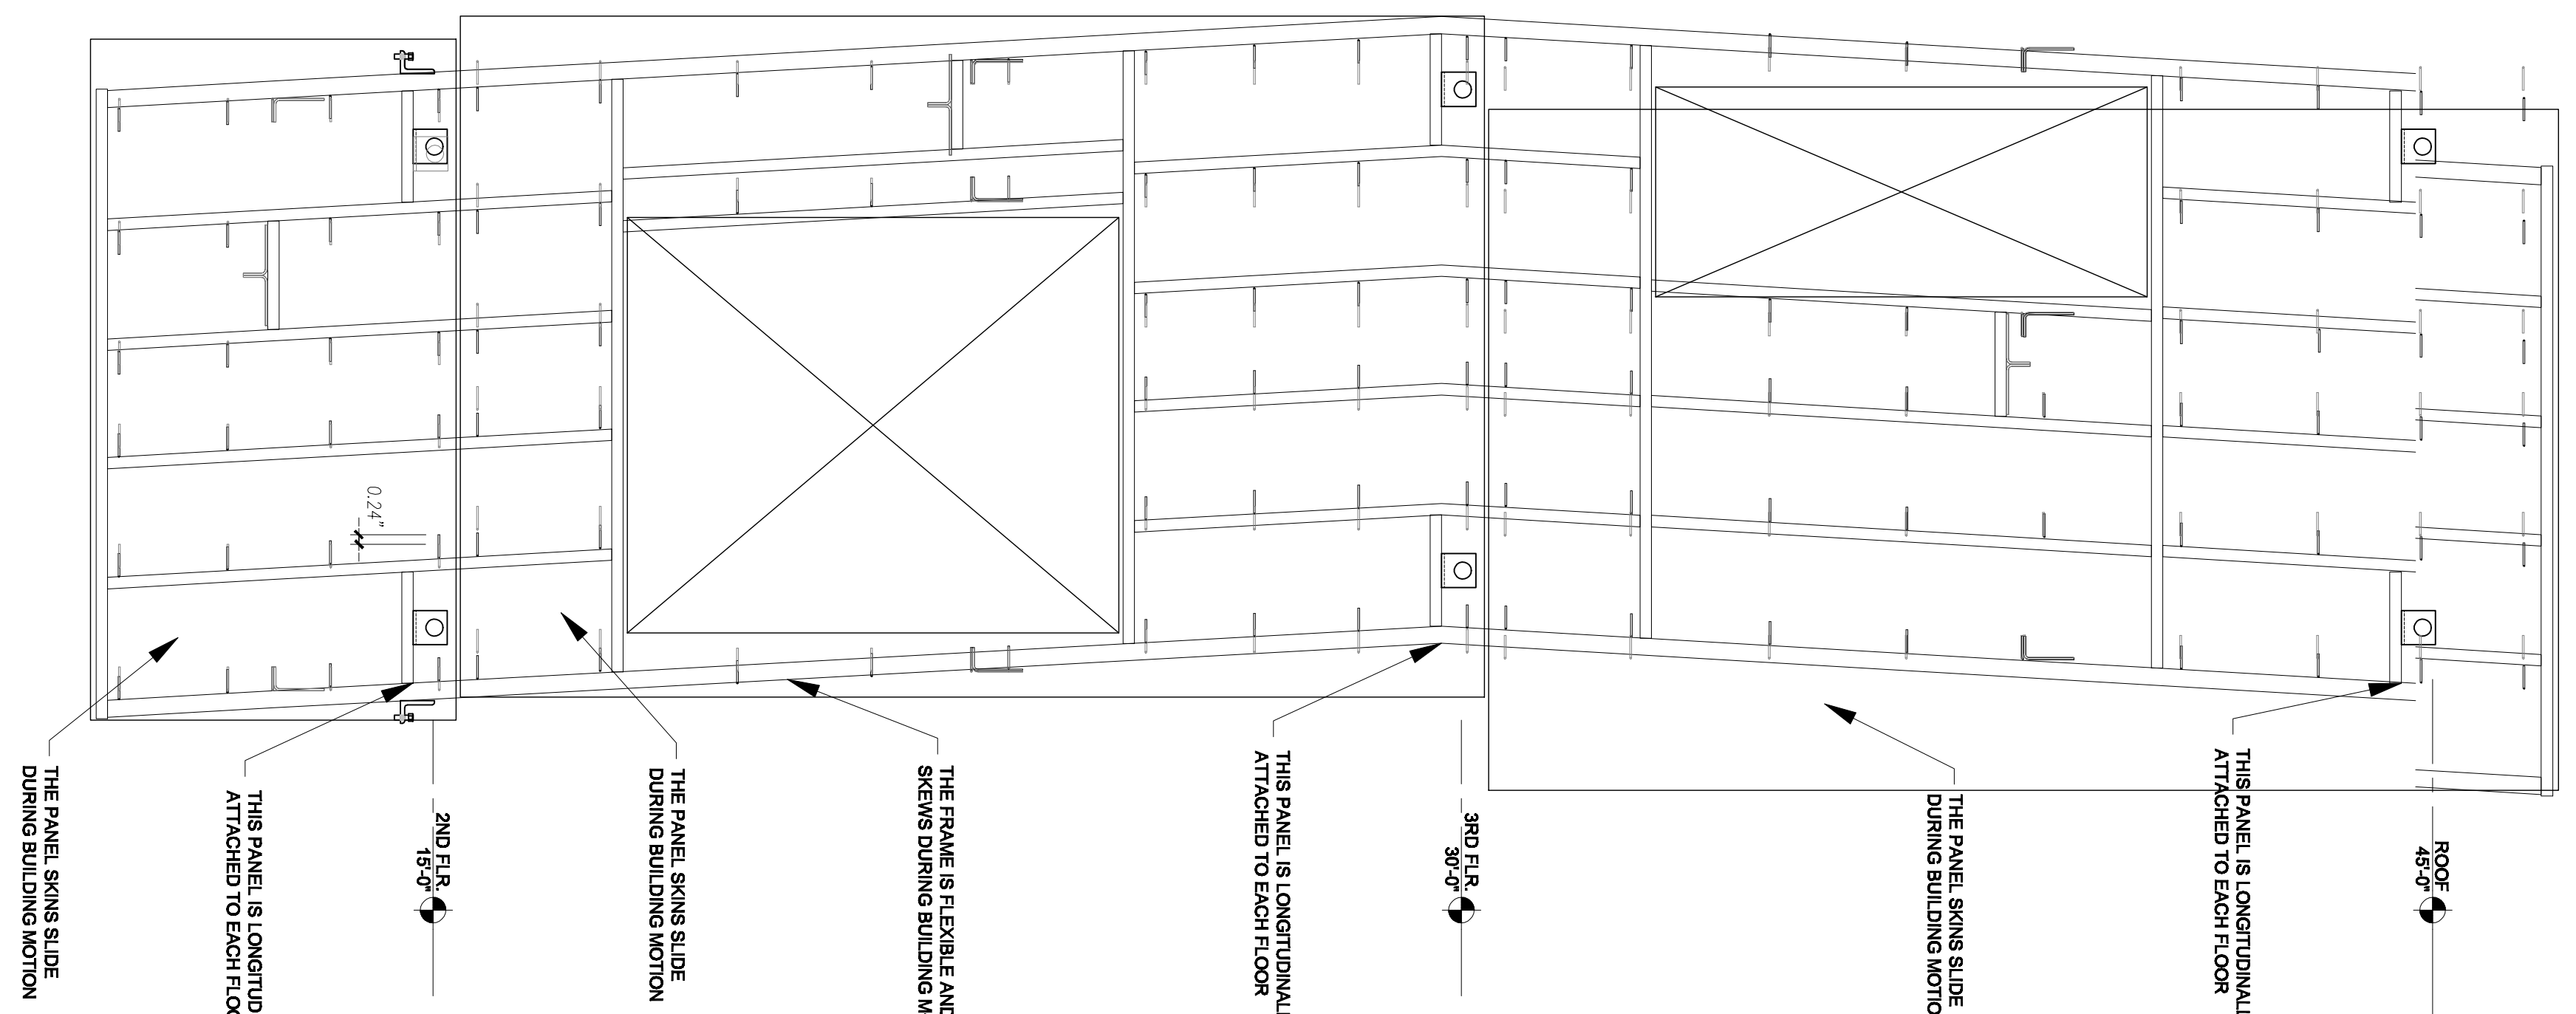 ROOF
45'-0"
THIS PANEL IS LONGITUDINALL
ATTACHED TO EACH FLOOR
THE PANEL SKINS SLIDE
DURING BUILDING MOTIO
3RD FLR.
30'-0"
THIS PANEL IS LONGITUDINALL
ATTACHED TO EACH FLOOR
THE FRAME IS FLEXIBLE AND
SKEWS DURING BUILDING M
THE PANEL SKINS SLIDE
DURING BUILDING MOTION
2ND FLR.
15'-0"
0.24"
THIS PANEL IS LONGITUD
ATTACHED TO EACH FLOO
THE PANEL SKINS SLIDE
DURING BUILDING MOTION